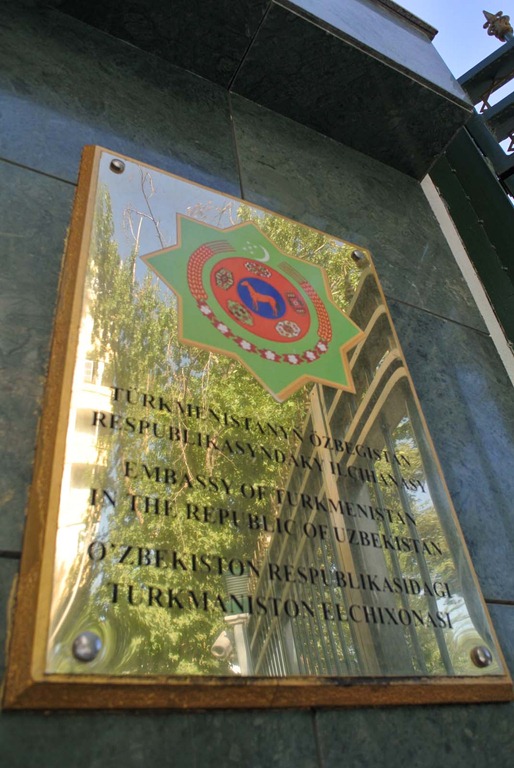 TÜRKMENISTANYŇ ÖZBEGISTAN
RESPUBLIKASYNDAKY ILÇIHANASY
EMBASSY OF TURKMENISTAN
IN THE REPUBLIC OF UZBEKISTAN
O'ZBEKISTON RESPUBLIKASIDAGI
TURKMANISTON ELCHIXONASI